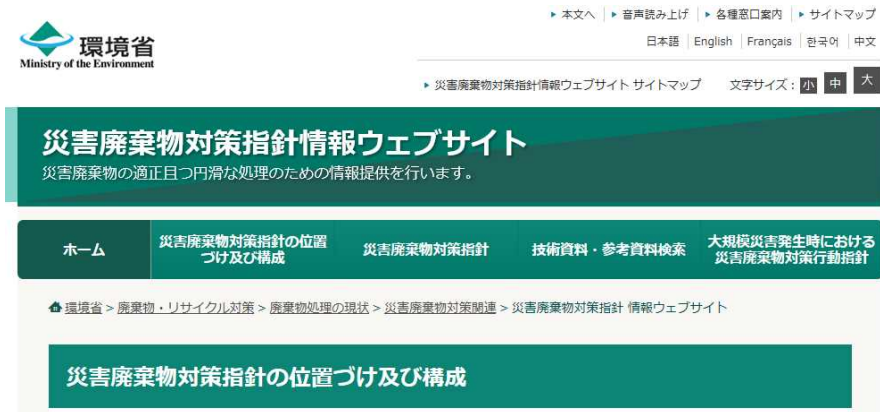 本文へ 音声読み上げ 各種窓口案内 サイトマップ
環境省
Ministry of the Environment
日本語 English Français 한국어 中文
災害廃棄物対策指針情報ウェブサイト サイトマップ 文字サイズ： 小 中 大
災害廃棄物対策指針情報ウェブサイト
災害廃棄物の適正且つ円滑な処理のための情報提供を行います。
ホーム
災害廃棄物対策指針の位置
づけ及び構成
災害廃棄物対策指針
技術資料・参考資料検索
大規模災害発生時における
災害廃棄物対策行動指針
環境省 > 廃棄物・リサイクル対策 > 廃棄物処理の現状 > 災害廃棄物対策関連 > 災害廃棄物対策指針 情報ウェブサイト
災害廃棄物対策指針の位置づけ及び構成